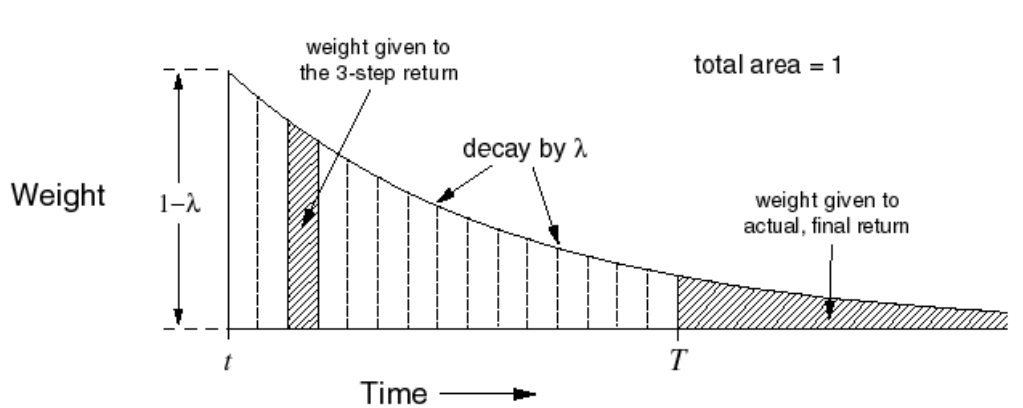 weight given to
the 3-step return
total area = 1
decay by λ
Weight
1−λ
weight given to
actual, final return
t
T
Time